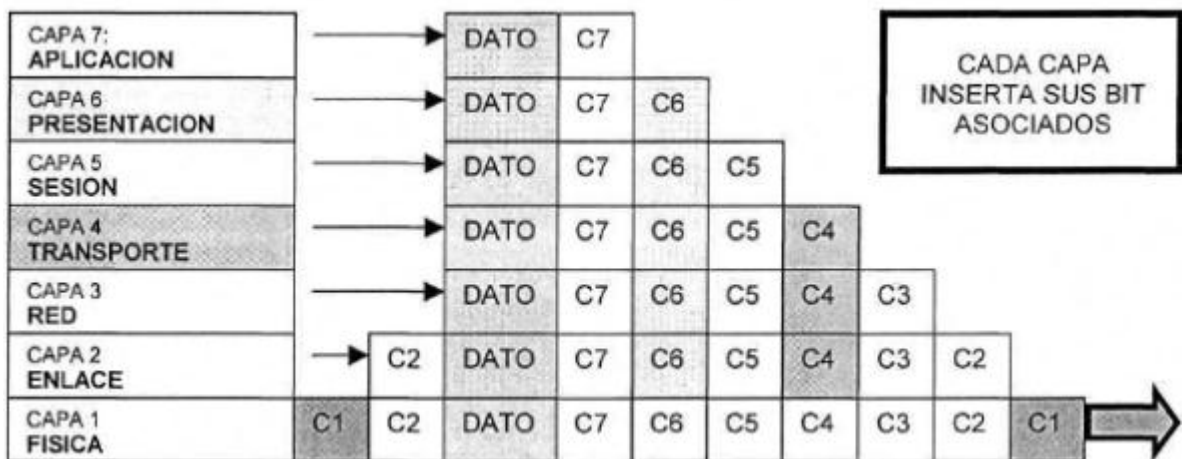 CAPA 7:
APLICACION
DATO C7
CADA CAPA
INSERTA SUS BIT
ASOCIADOS
CAPA 6
PRESENTACION
DATO C7 C6
CAPA 5
SESION
DATO C7 C6 C5
CAPA 4
TRANSPORTE
DATO C7 C6 C5 C4
CAPA 3
RED
DATO C7 C6 C5 C4 C3
CAPA 2
ENLACE
C2 DATO C7 C6 C5 C4 C3 C2
CAPA 1
FISICA
C1 C2 DATO C7 C6 C5 C4 C3 C2 C1